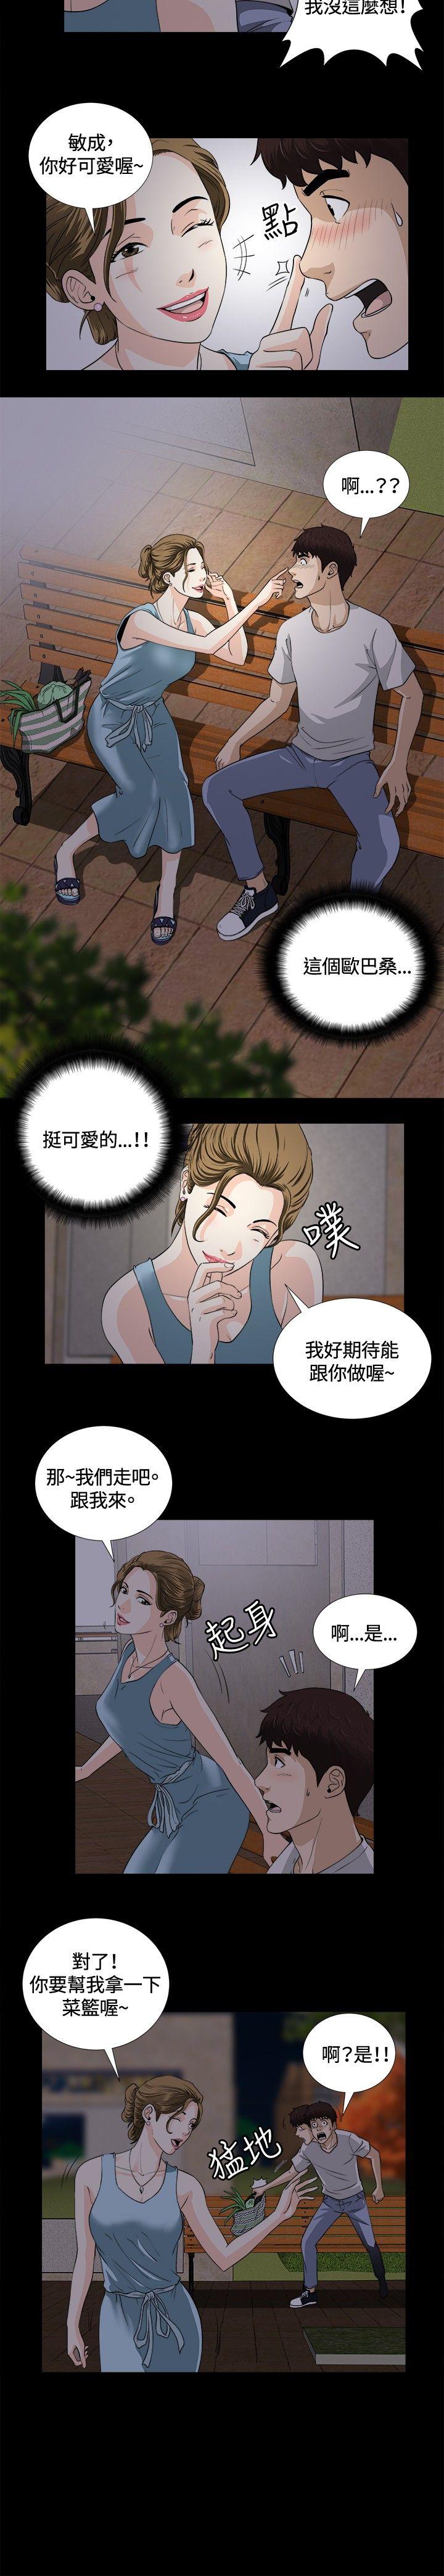 我沒這麼想!
敏成,
你好可愛喔~
點
啊...??
這個歐巴桑...
挺可愛的...!!
噗
我好期待能
跟你做喔~
那~我們走吧。
跟我來。
起身
啊...是...
對了!
你要幫我拿一下
菜籃喔~
啊?是!!
猛地